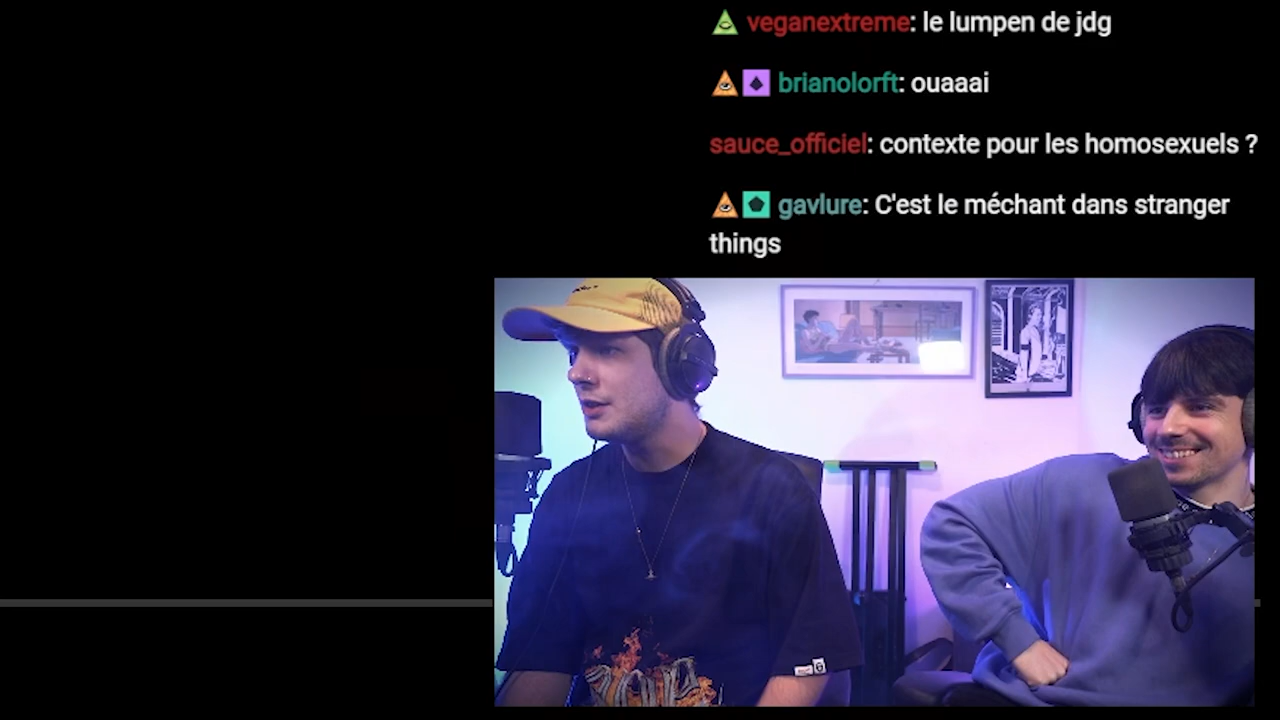 veganextreme: le lumpen de jdg
brianolorft: ouaaai
sauce_officiel: contexte pour les homosexuels ?
gavlure: C'est le méchant dans stranger
things